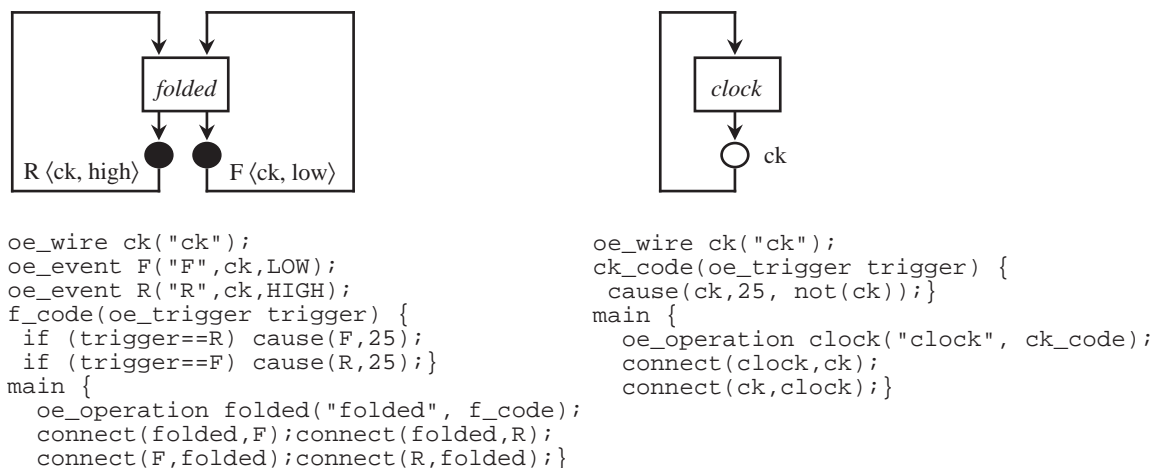 folded
R ⟨ck, high⟩
F ⟨ck, low⟩
oe_wire ck("ck");
oe_event F("F",ck,LOW);
oe_event R("R",ck,HIGH);
f_code(oe_trigger trigger) {
 if (trigger==R) cause(F,25);
 if (trigger==F) cause(R,25);}
main {
  oe_operation folded("folded", f_code);
  connect(folded,F);connect(folded,R);
  connect(F,folded);connect(R,folded);}
clock
ck
oe_wire ck("ck");
ck_code(oe_trigger trigger) {
 cause(ck,25, not(ck));}
main {
  oe_operation clock("clock", ck_code);
  connect(clock,ck);
  connect(ck,clock);}